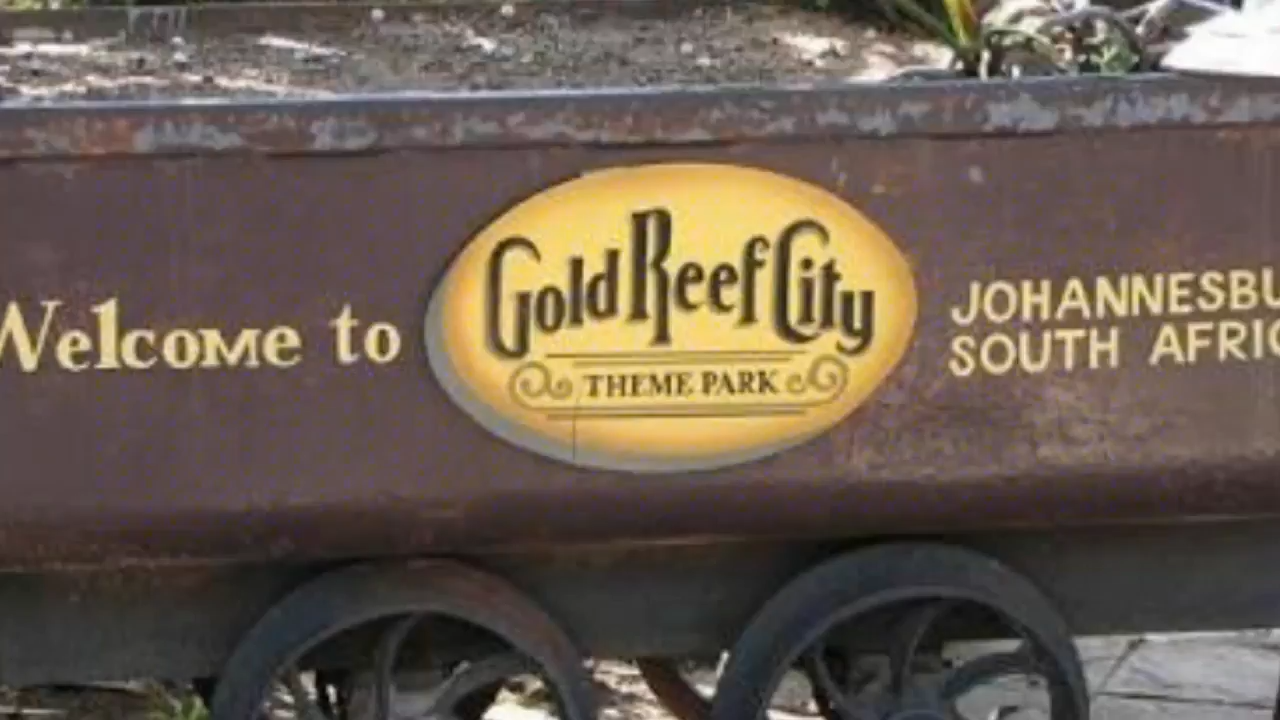 Welcome to
Gold Reef City
THEME PARK
JOHANNESBU
SOUTH AFRIC